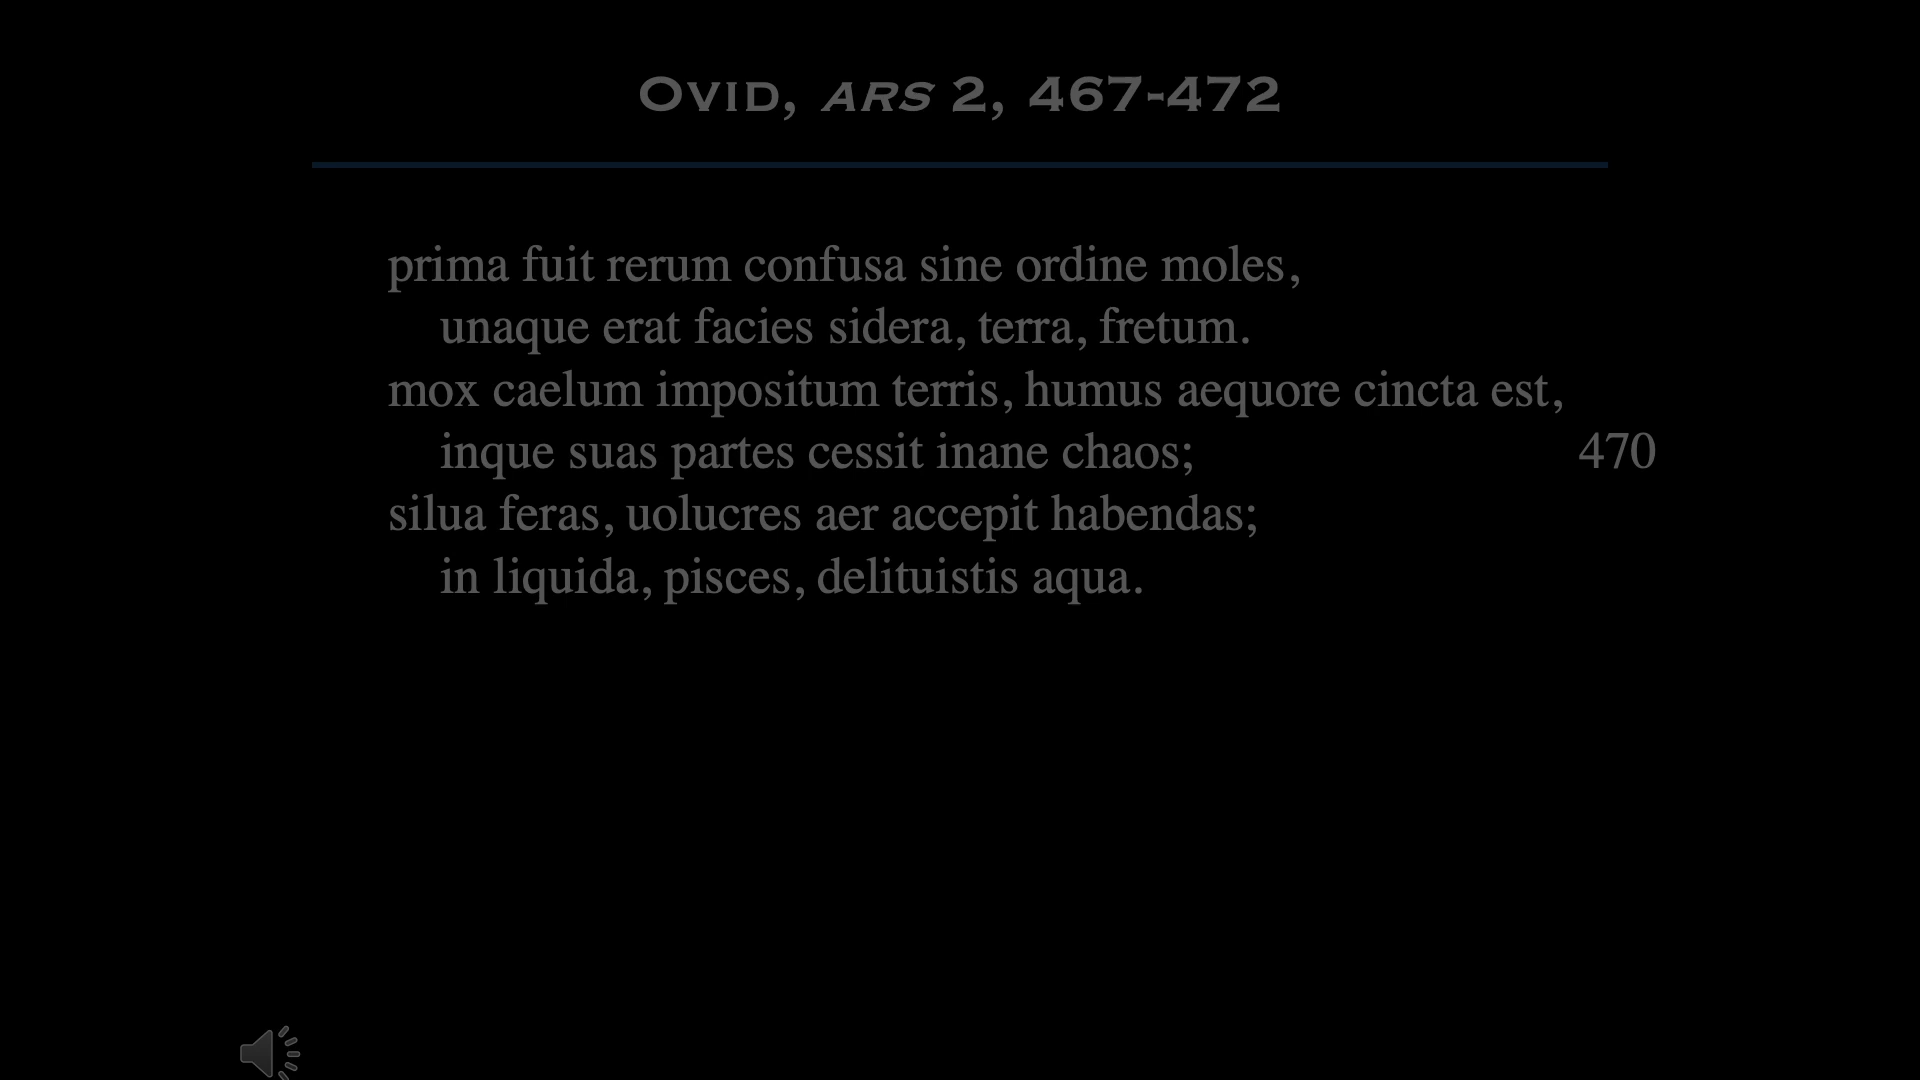 Ovid, ars 2, 467-472
prima fuit rerum confusa sine ordine moles,
unaque erat facies sidera, terra, fretum.
mox caelum impositum terris, humus aequore cincta est,
inque suas partes cessit inane chaos; 470
silua feras, uolucres aer accepit habendas;
in liquida, pisces, delituistis aqua.